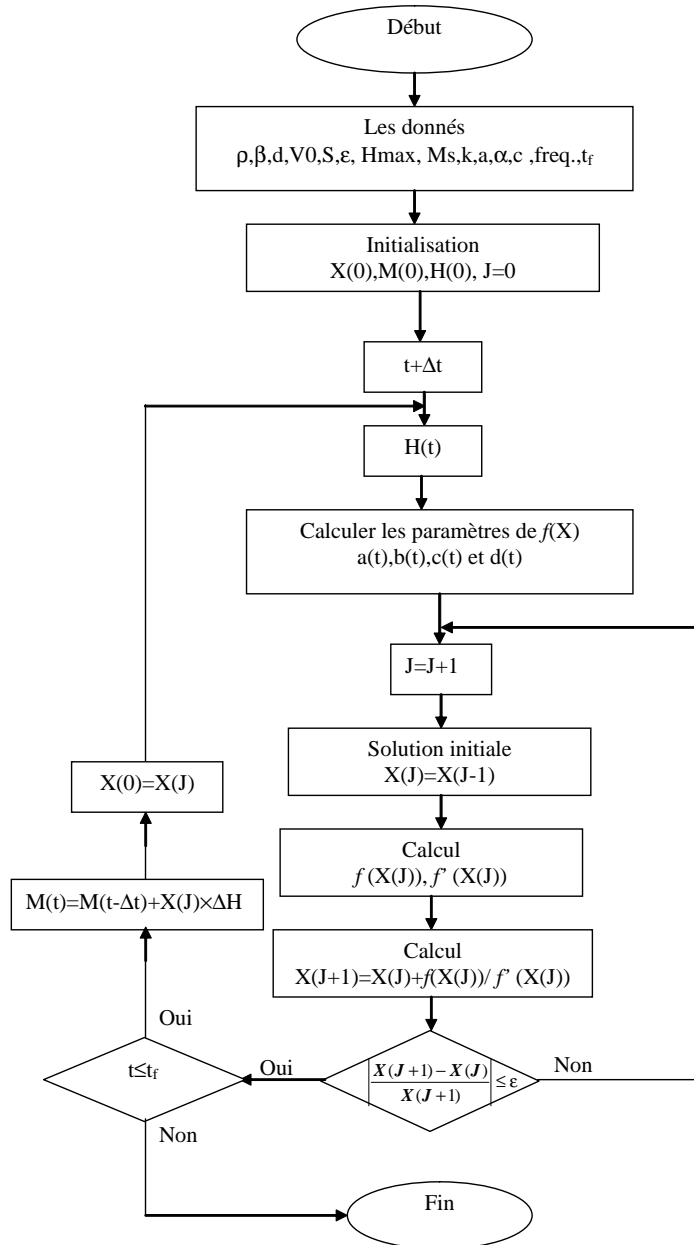 Début
Les donnés
ρ,β,d,V0,S,ε, Hmax, Ms,k,a,α,c ,freq.,t_f
Initialisation
X(0),M(0),H(0), J=0
t+Δt
H(t)
Calculer les paramètres de f(X)
a(t),b(t),c(t) et d(t)
J=J+1
Solution initiale
X(J)=X(J-1)
Calcul
f (X(J)), f' (X(J))
Calcul
X(J+1)=X(J)+f(X(J))/ f' (X(J))
|X(J+1)−X(J) / X(J+1)| ≤ ε
Non
Oui
t≤t_f
Oui
M(t)=M(t-Δt)+X(J)×ΔH
X(0)=X(J)
Non
Fin